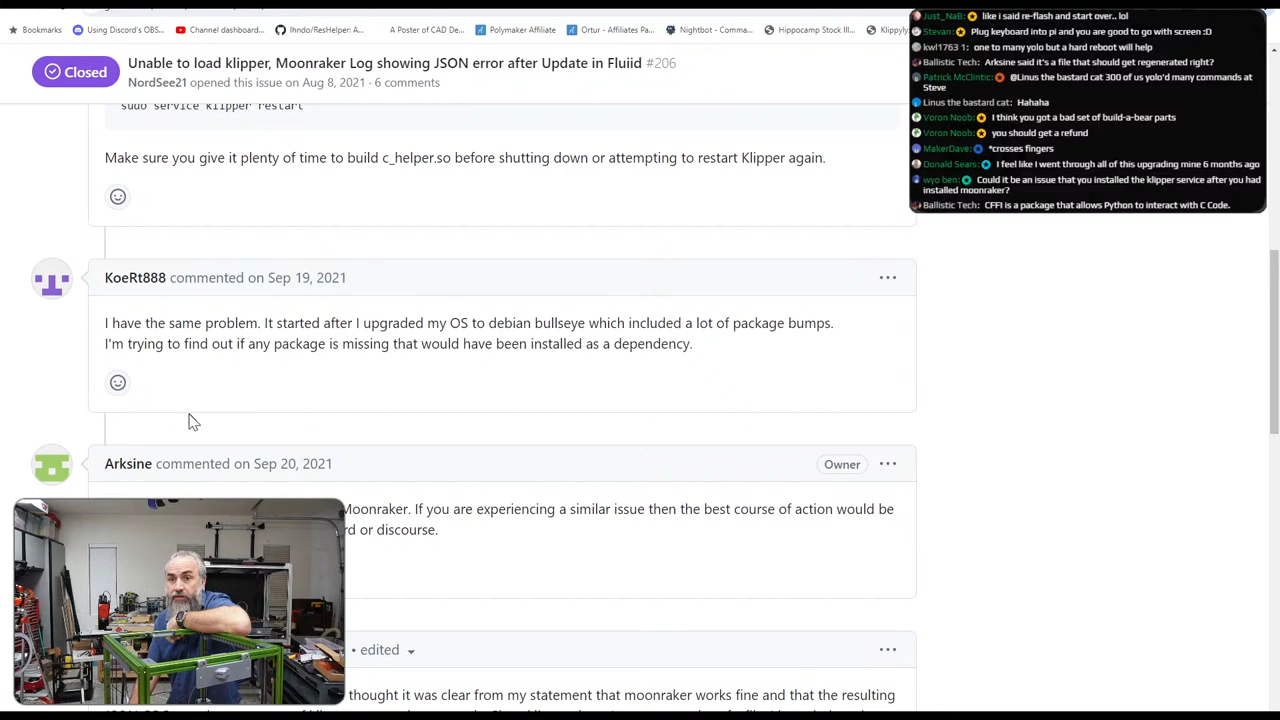 Bookmarks
Using Discord's OBS...
Channel dashboard...
lhndo/ResHelper: A...
A Poster of CAD De...
Polymaker Affiliate
Ortur - Affiliates Pa...
Nightbot - Comma...
Hippocamp Stock Ill...
Klippyly
Closed
Unable to load klipper, Moonraker Log showing JSON error after Update in Fluiid #206
NordSee21 opened this issue on Aug 8, 2021 · 6 comments
sudo service klipper restart
Make sure you give it plenty of time to build c_helper.so before shutting down or attempting to restart Klipper again.
KoeRt888 commented on Sep 19, 2021
I have the same problem. It started after I upgraded my OS to debian bullseye which included a lot of package bumps.
I'm trying to find out if any package is missing that would have been installed as a dependency.
Arksine commented on Sep 20, 2021
Owner
Moonraker. If you are experiencing a similar issue then the best course of action would be
rd or discourse.
• edited
thought it was clear from my statement that moonraker works fine and that the resulting
Just_NaB: like i said re-flash and start over.. lol
Stevan: Plug keyboard into pi and you are good to go with screen :D
kwl1763 1: one to many yolo but a hard reboot will help
Ballistic Tech: Arksine said it's a file that should get regenerated right?
Patrick McClintic: @Linus the bastard cat 300 of us yolo'd many commands at
Steve
Linus the bastard cat: Hahaha
Voron Noob: I think you got a bad set of build-a-bear parts
Voron Noob: you should get a refund
MakerDave: *crosses fingers
Donald Sears: I feel like I went through all of this upgrading mine 6 months ago
wyo ben: Could it be an issue that you installed the klipper service after you had
installed moonraker?
Ballistic Tech: CFFI is a package that allows Python to interact with C Code.